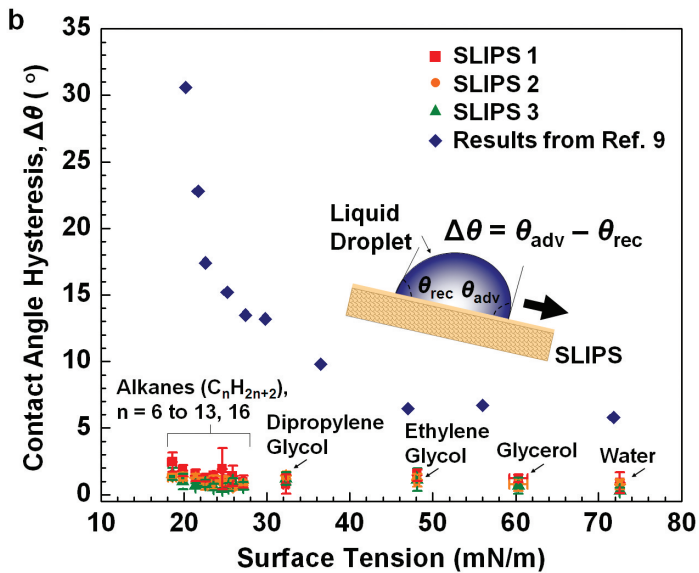 b
35
30
25
20
15
10
5
0
Contact Angle Hysteresis, Δθ ( ° )
SLIPS 1
SLIPS 2
SLIPS 3
Results from Ref. 9
Liquid
Droplet
Δθ = θadv – θrec
θrec θadv
SLIPS
Alkanes (CnH2n+2),
n = 6 to 13, 16
Dipropylene
Glycol
Ethylene
Glycol
Glycerol
Water
10 20 30 40 50 60 70 80
Surface Tension (mN/m)